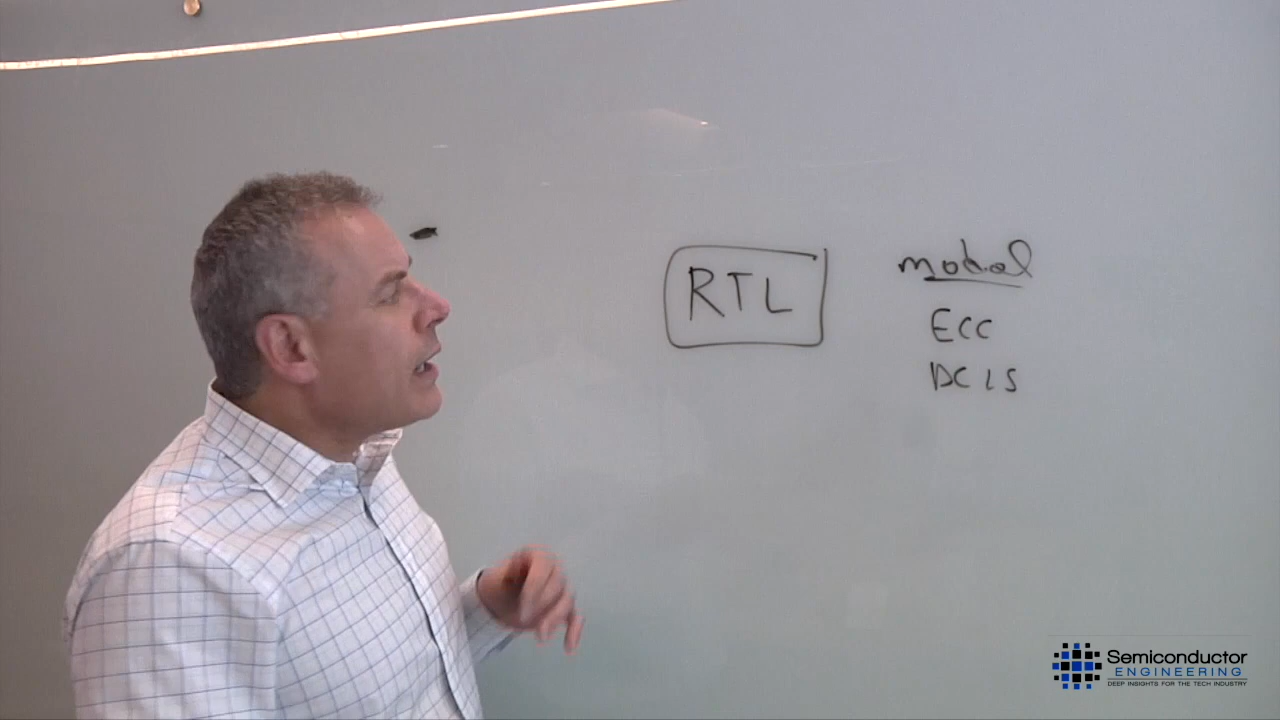 RTL
model
ECC
DCLS
Semiconductor
ENGINEERING
DEEP INSIGHTS FOR THE TECH INDUSTRY